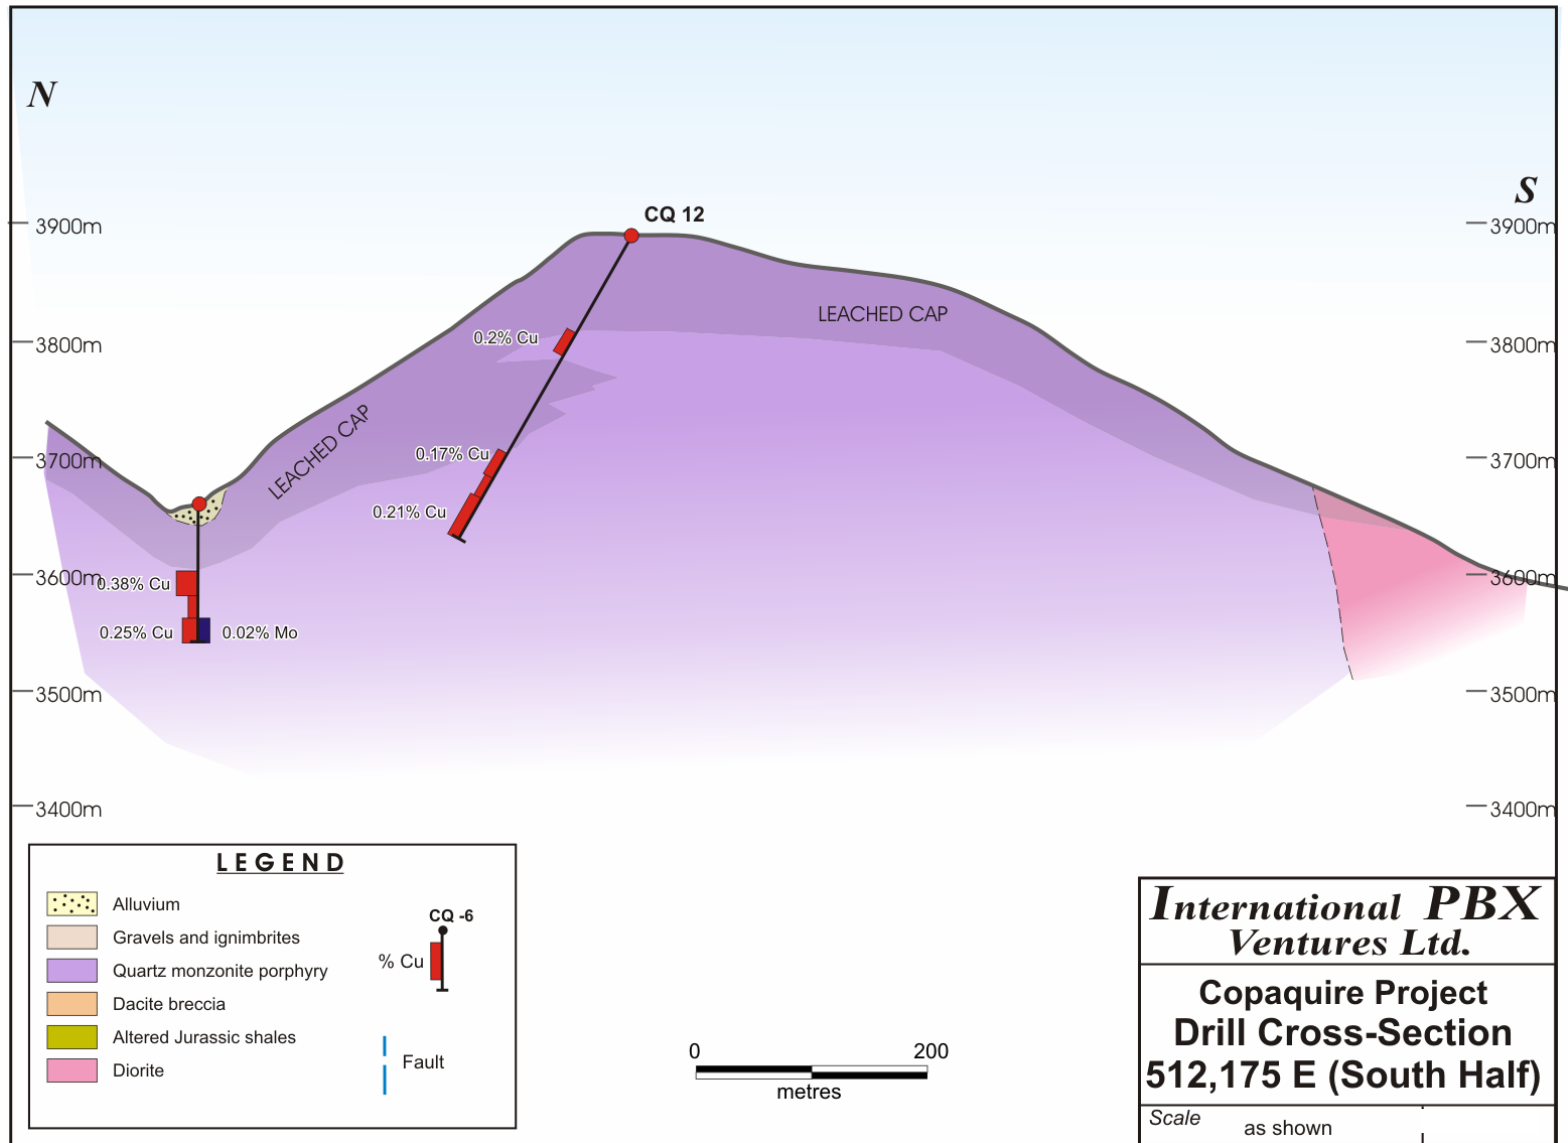 N
S
CQ 12
3900m
3900m
LEACHED CAP
0.2% Cu
3800m
3800m
LEACHED CAP
0.17% Cu
3700m
3700m
0.21% Cu
3600m
3600m
0.38% Cu
0.25% Cu
0.02% Mo
3500m
3500m
3400m
3400m
LEGEND
Alluvium
Gravels and ignimbrites
Quartz monzonite porphyry
Dacite breccia
Altered Jurassic shales
Diorite
CQ -6
% Cu
Fault
0 200
metres
International PBX
Ventures Ltd.
Copaquire Project
Drill Cross-Section
512,175 E (South Half)
Scale as shown